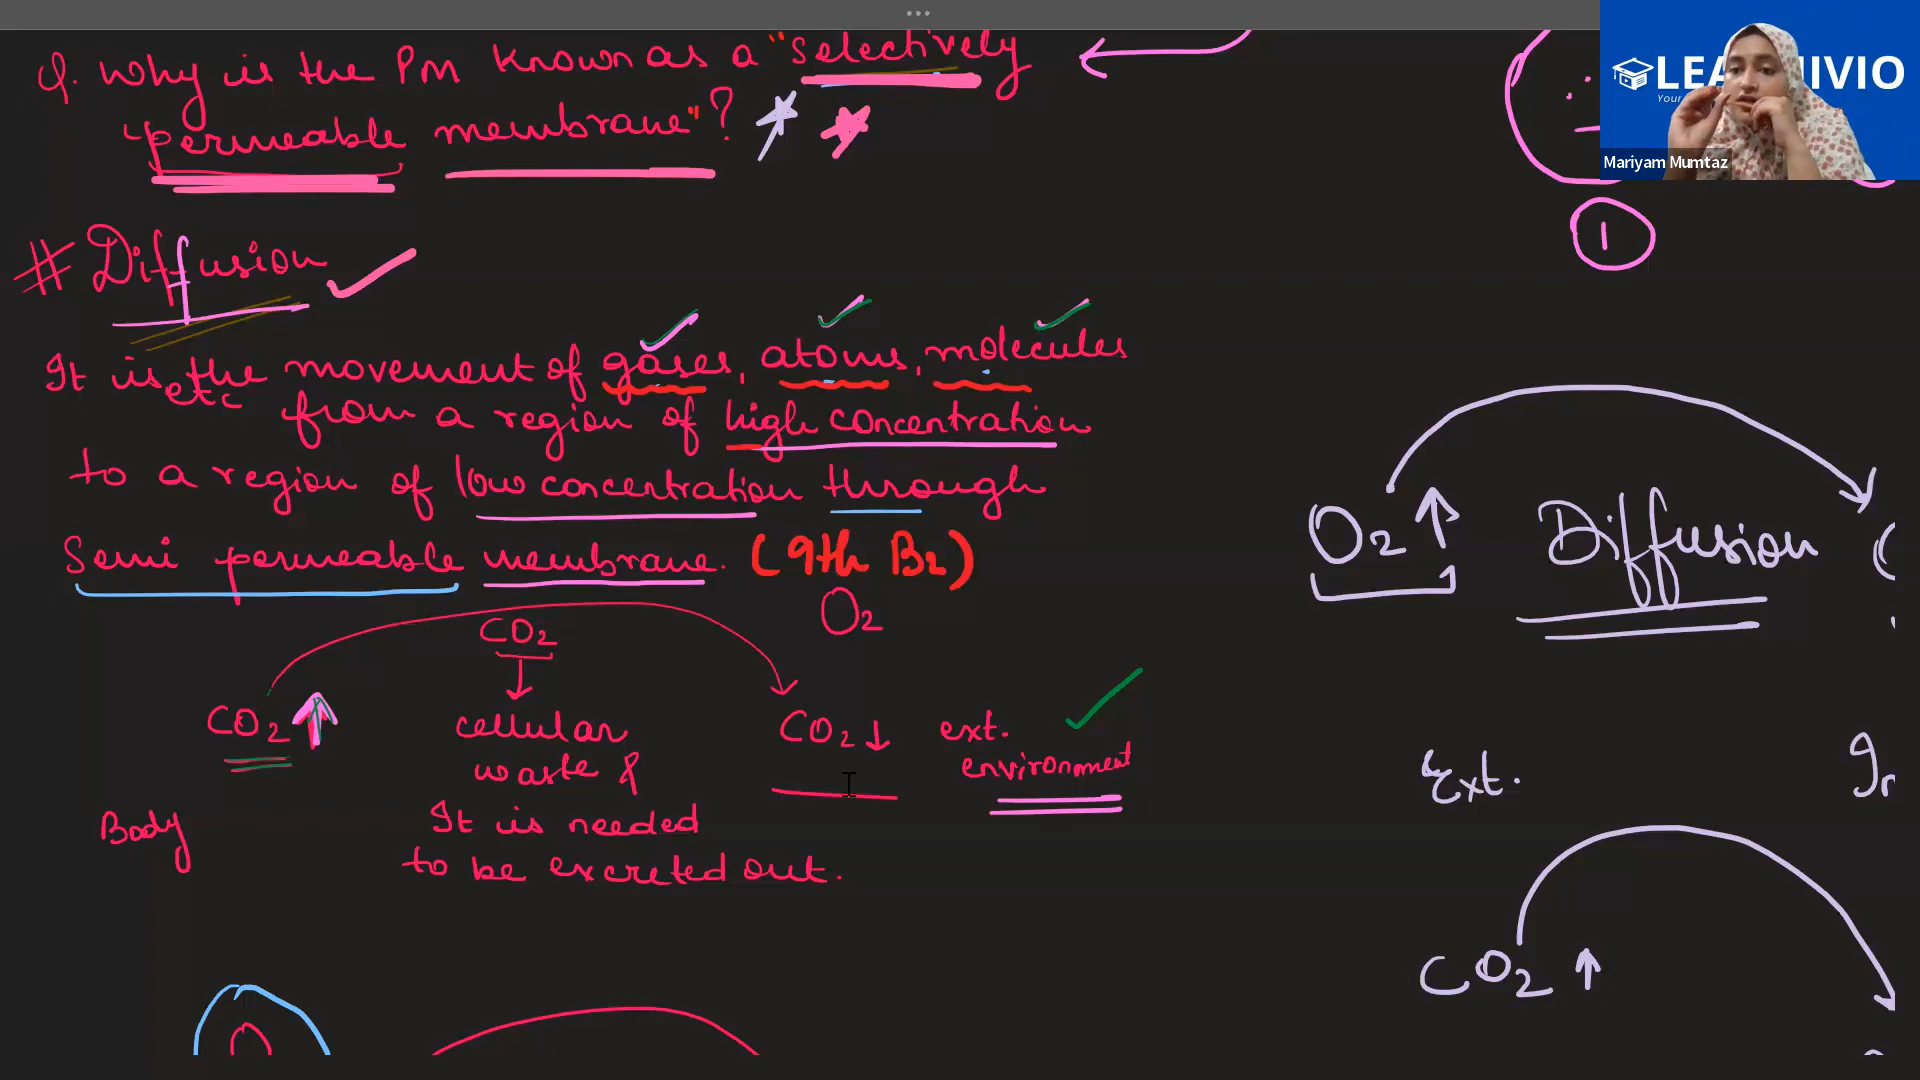 Q. Why is the PM known as a "selectively
permeable membrane"?
# Diffusion
It is the movement of gases, atoms, molecules
etc from a region of high concentration
to a region of low concentration through
Semi permeable membrane. (9th B2)
O2
CO2
CO2 ↑
cellular
waste &
It is needed
to be excreted out.
CO2 ↓
ext.
environment
Body
1
O2 ↑ Diffusion
Ext.
CO2 ↑
Mariyam Mumtaz